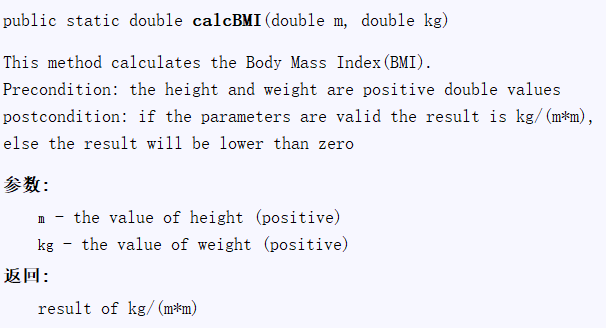 public static double calcBMI(double m, double kg)
This method calculates the Body Mass Index(BMI).
Precondition: the height and weight are positive double values
postcondition: if the parameters are valid the result is kg/(m*m),
else the result will be lower than zero
参数:
m - the value of height (positive)
kg - the value of weight (positive)
返回:
result of kg/(m*m)